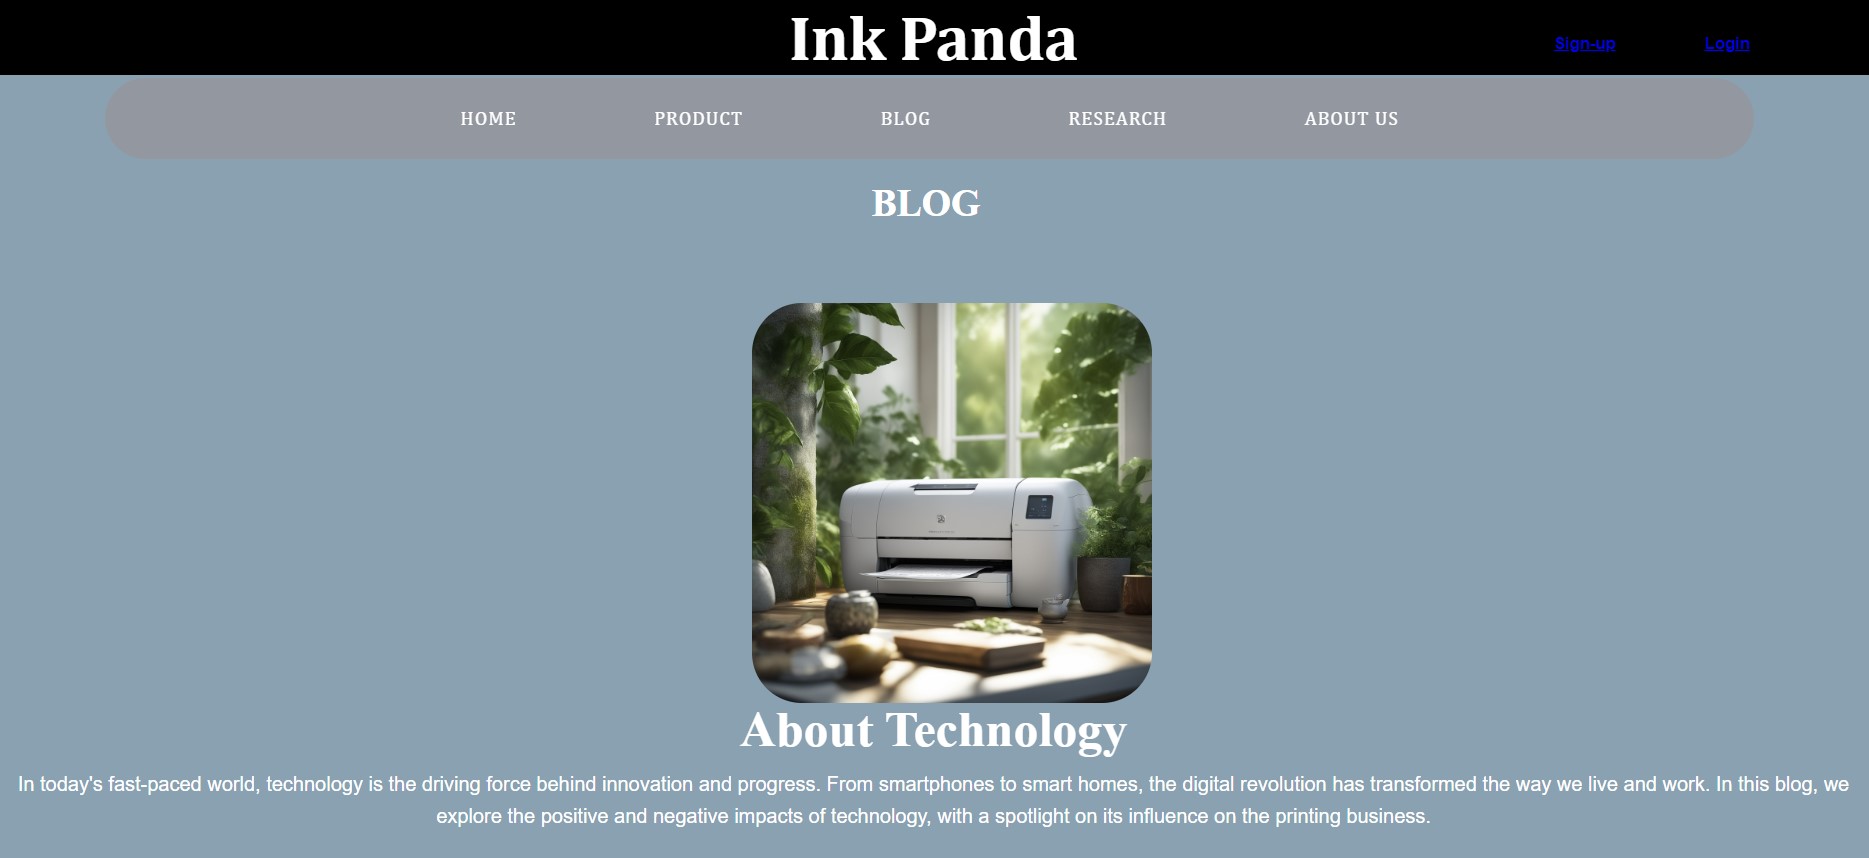 Ink Panda
Sign-up Login
HOME PRODUCT BLOG RESEARCH ABOUT US
BLOG
About Technology
In today's fast-paced world, technology is the driving force behind innovation and progress. From smartphones to smart homes, the digital revolution has transformed the way we live and work. In this blog, we
explore the positive and negative impacts of technology, with a spotlight on its influence on the printing business.